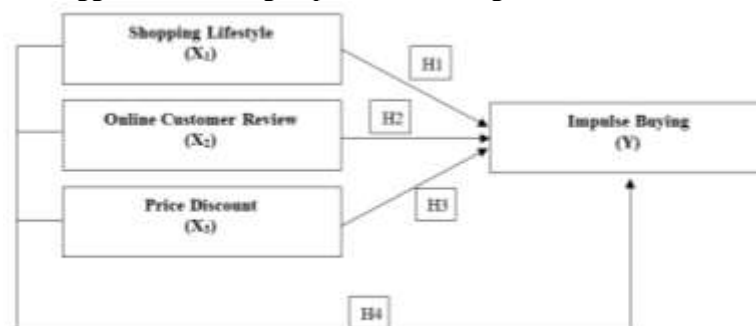 Shopping Lifestyle
(X₁)
H1
Online Customer Review
(X₂)
H2
Impulse Buying
(Y)
Price Discount
(X₃)
H3
H4